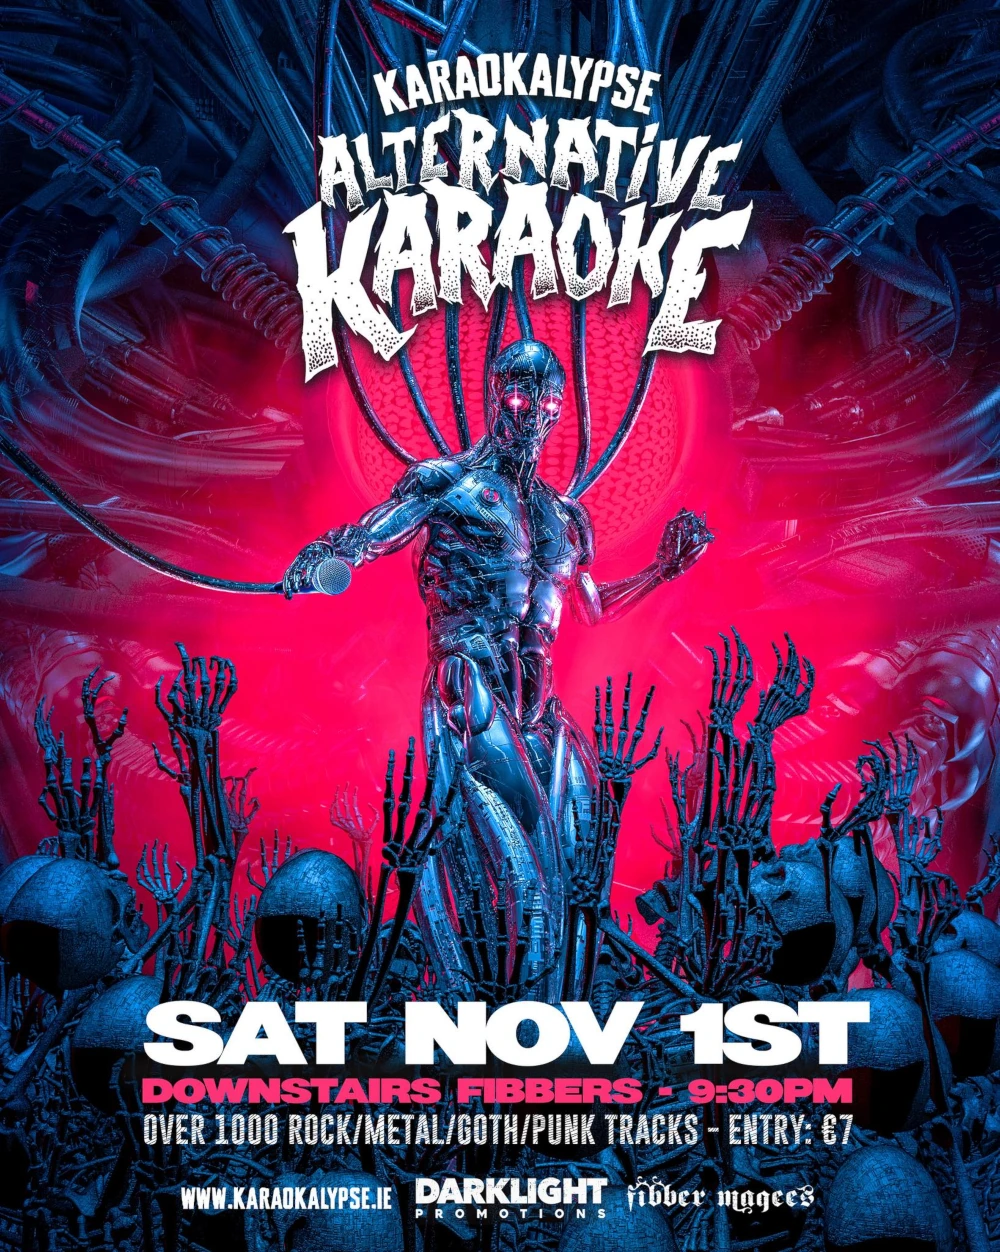 KARAOKALYPSE
ALTERNATiVE
KARAOKE
SAT NOV 1ST
DOWNSTAIRS FIBBERS - 9:30PM
OVER 1000 ROCK/METAL/GOTH/PUNK TRACKS - ENTRY: €7
WWW.KARAOKALYPSE.IE DARKLIGHT PROMOTIONS fibber magees